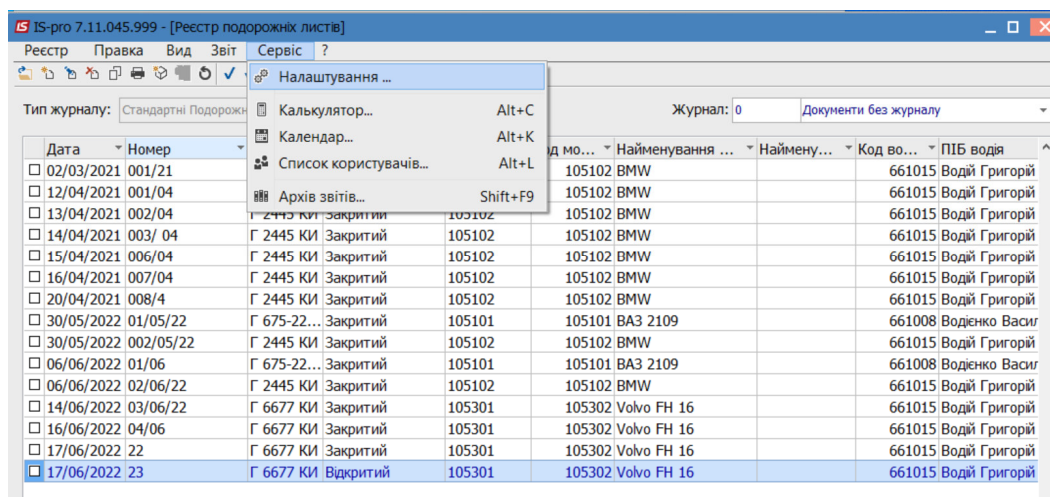 IS-pro 7.11.045.999 - [Реєстр подорожніх листів]
Реєстр Правка Вид Звіт Сервіс ?
Налаштування ...
Тип журналу: Стандартні Журнал: 0 Документи без журналу
Калькулятор... Alt+C
Календар... Alt+K
Список користувачів... Alt+L
Архів звітів... Shift+F9
Дата Номер Найменування ... Наймену... Код во... ПІБ водія
02/03/2021 001/21 105102 BMW 661015 Водій Григорій
12/04/2021 001/04 105102 BMW 661015 Водій Григорій
13/04/2021 002/04 Г 2445 КИ Закритий 105102 105102 BMW 661015 Водій Григорій
14/04/2021 003/ 04 Г 2445 КИ Закритий 105102 105102 BMW 661015 Водій Григорій
15/04/2021 006/04 Г 2445 КИ Закритий 105102 105102 BMW 661015 Водій Григорій
16/04/2021 007/04 Г 2445 КИ Закритий 105102 105102 BMW 661015 Водій Григорій
20/04/2021 008/4 Г 2445 КИ Закритий 105102 105102 BMW 661015 Водій Григорій
30/05/2022 01/05/22 Г 675-22... Закритий 105101 105101 ВАЗ 2109 661008 Водієнко Васил
30/05/2022 002/05/22 Г 2445 КИ Закритий 105102 105102 BMW 661015 Водій Григорій
06/06/2022 01/06 Г 675-22... Закритий 105101 105101 ВАЗ 2109 661008 Водієнко Васил
06/06/2022 02/06/22 Г 2445 КИ Закритий 105102 105102 BMW 661015 Водій Григорій
14/06/2022 03/06/22 Г 6677 КИ Закритий 105301 105302 Volvo FH 16 661015 Водій Григорій
16/06/2022 04/06 Г 6677 КИ Закритий 105301 105302 Volvo FH 16 661015 Водій Григорій
17/06/2022 22 Г 6677 КИ Закритий 105301 105302 Volvo FH 16 661015 Водій Григорій
17/06/2022 23 Г 6677 КИ Відкритий 105301 105302 Volvo FH 16 661015 Водій Григорій